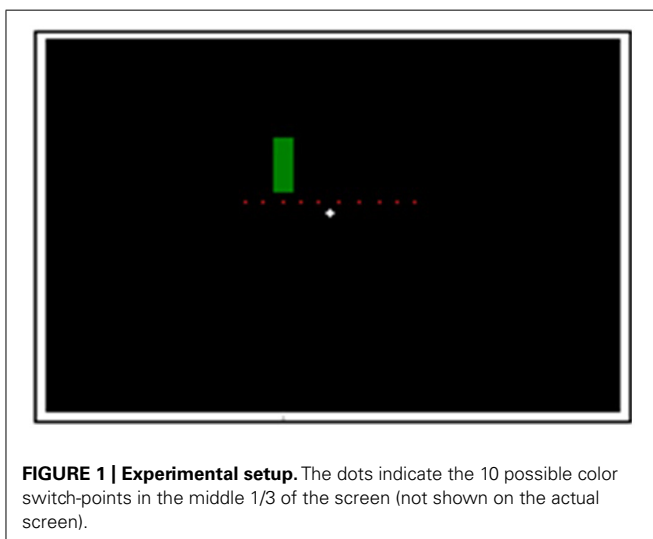 FIGURE 1 | Experimental setup. The dots indicate the 10 possible color
switch-points in the middle 1/3 of the screen (not shown on the actual
screen).